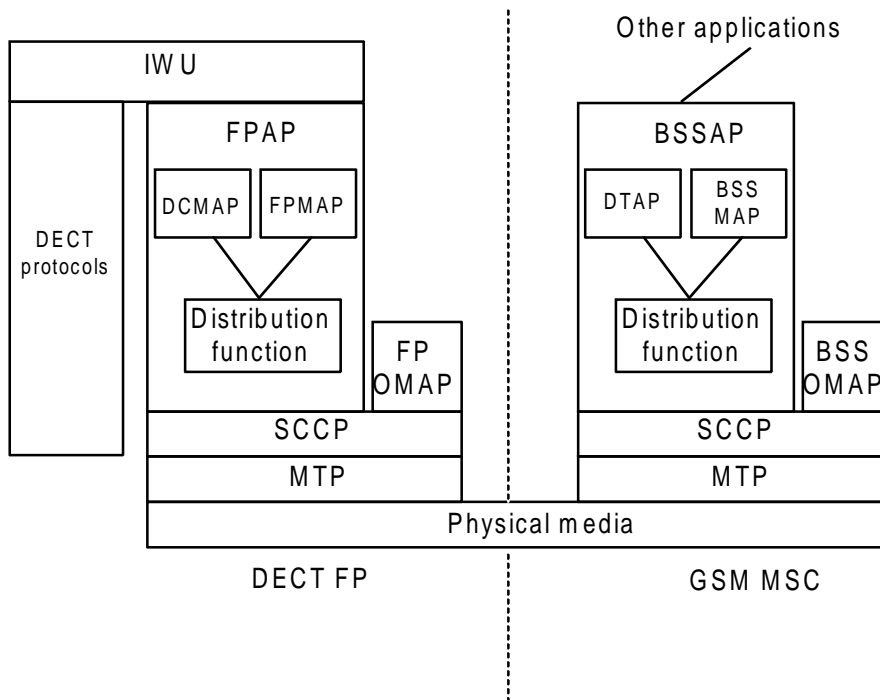 Other applications
IWU
FPAP
BSSAP
DCMAP
FPMAP
DTAP
BSS
MAP
DECT
protocols
Distribution
function
Distribution
function
FP
OMAP
BSS
OMAP
SCCP
SCCP
MTP
MTP
Physical media
DECT FP
GSM MSC